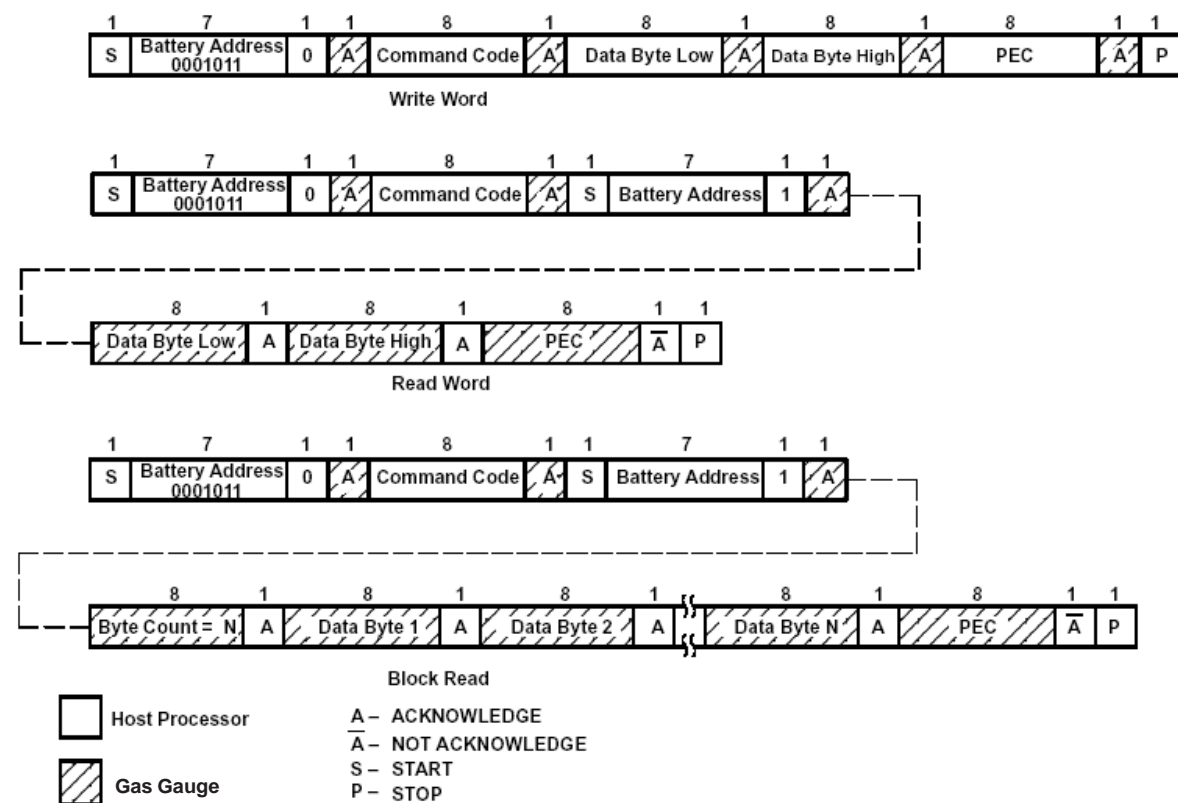 1 7 1 1 8 1 8 1 8 1 8 1 1
S Battery Address 0001011 0 A Command Code A Data Byte Low A Data Byte High A PEC A P
Write Word
1 7 1 1 8 1 1 7 1 1
S Battery Address 0001011 0 A Command Code A S Battery Address 1 A
8 1 8 1 8 1 1
Data Byte Low A Data Byte High A PEC A̅ P
Read Word
1 7 1 1 8 1 1 7 1 1
S Battery Address 0001011 0 A Command Code A S Battery Address 1 A
8 1 8 1 8 1 8 1 8 1 1
Byte Count = N A Data Byte 1 A Data Byte 2 A Data Byte N A PEC A̅ P
Block Read
Host Processor
Gas Gauge
A – ACKNOWLEDGE
A̅ – NOT ACKNOWLEDGE
S – START
P – STOP